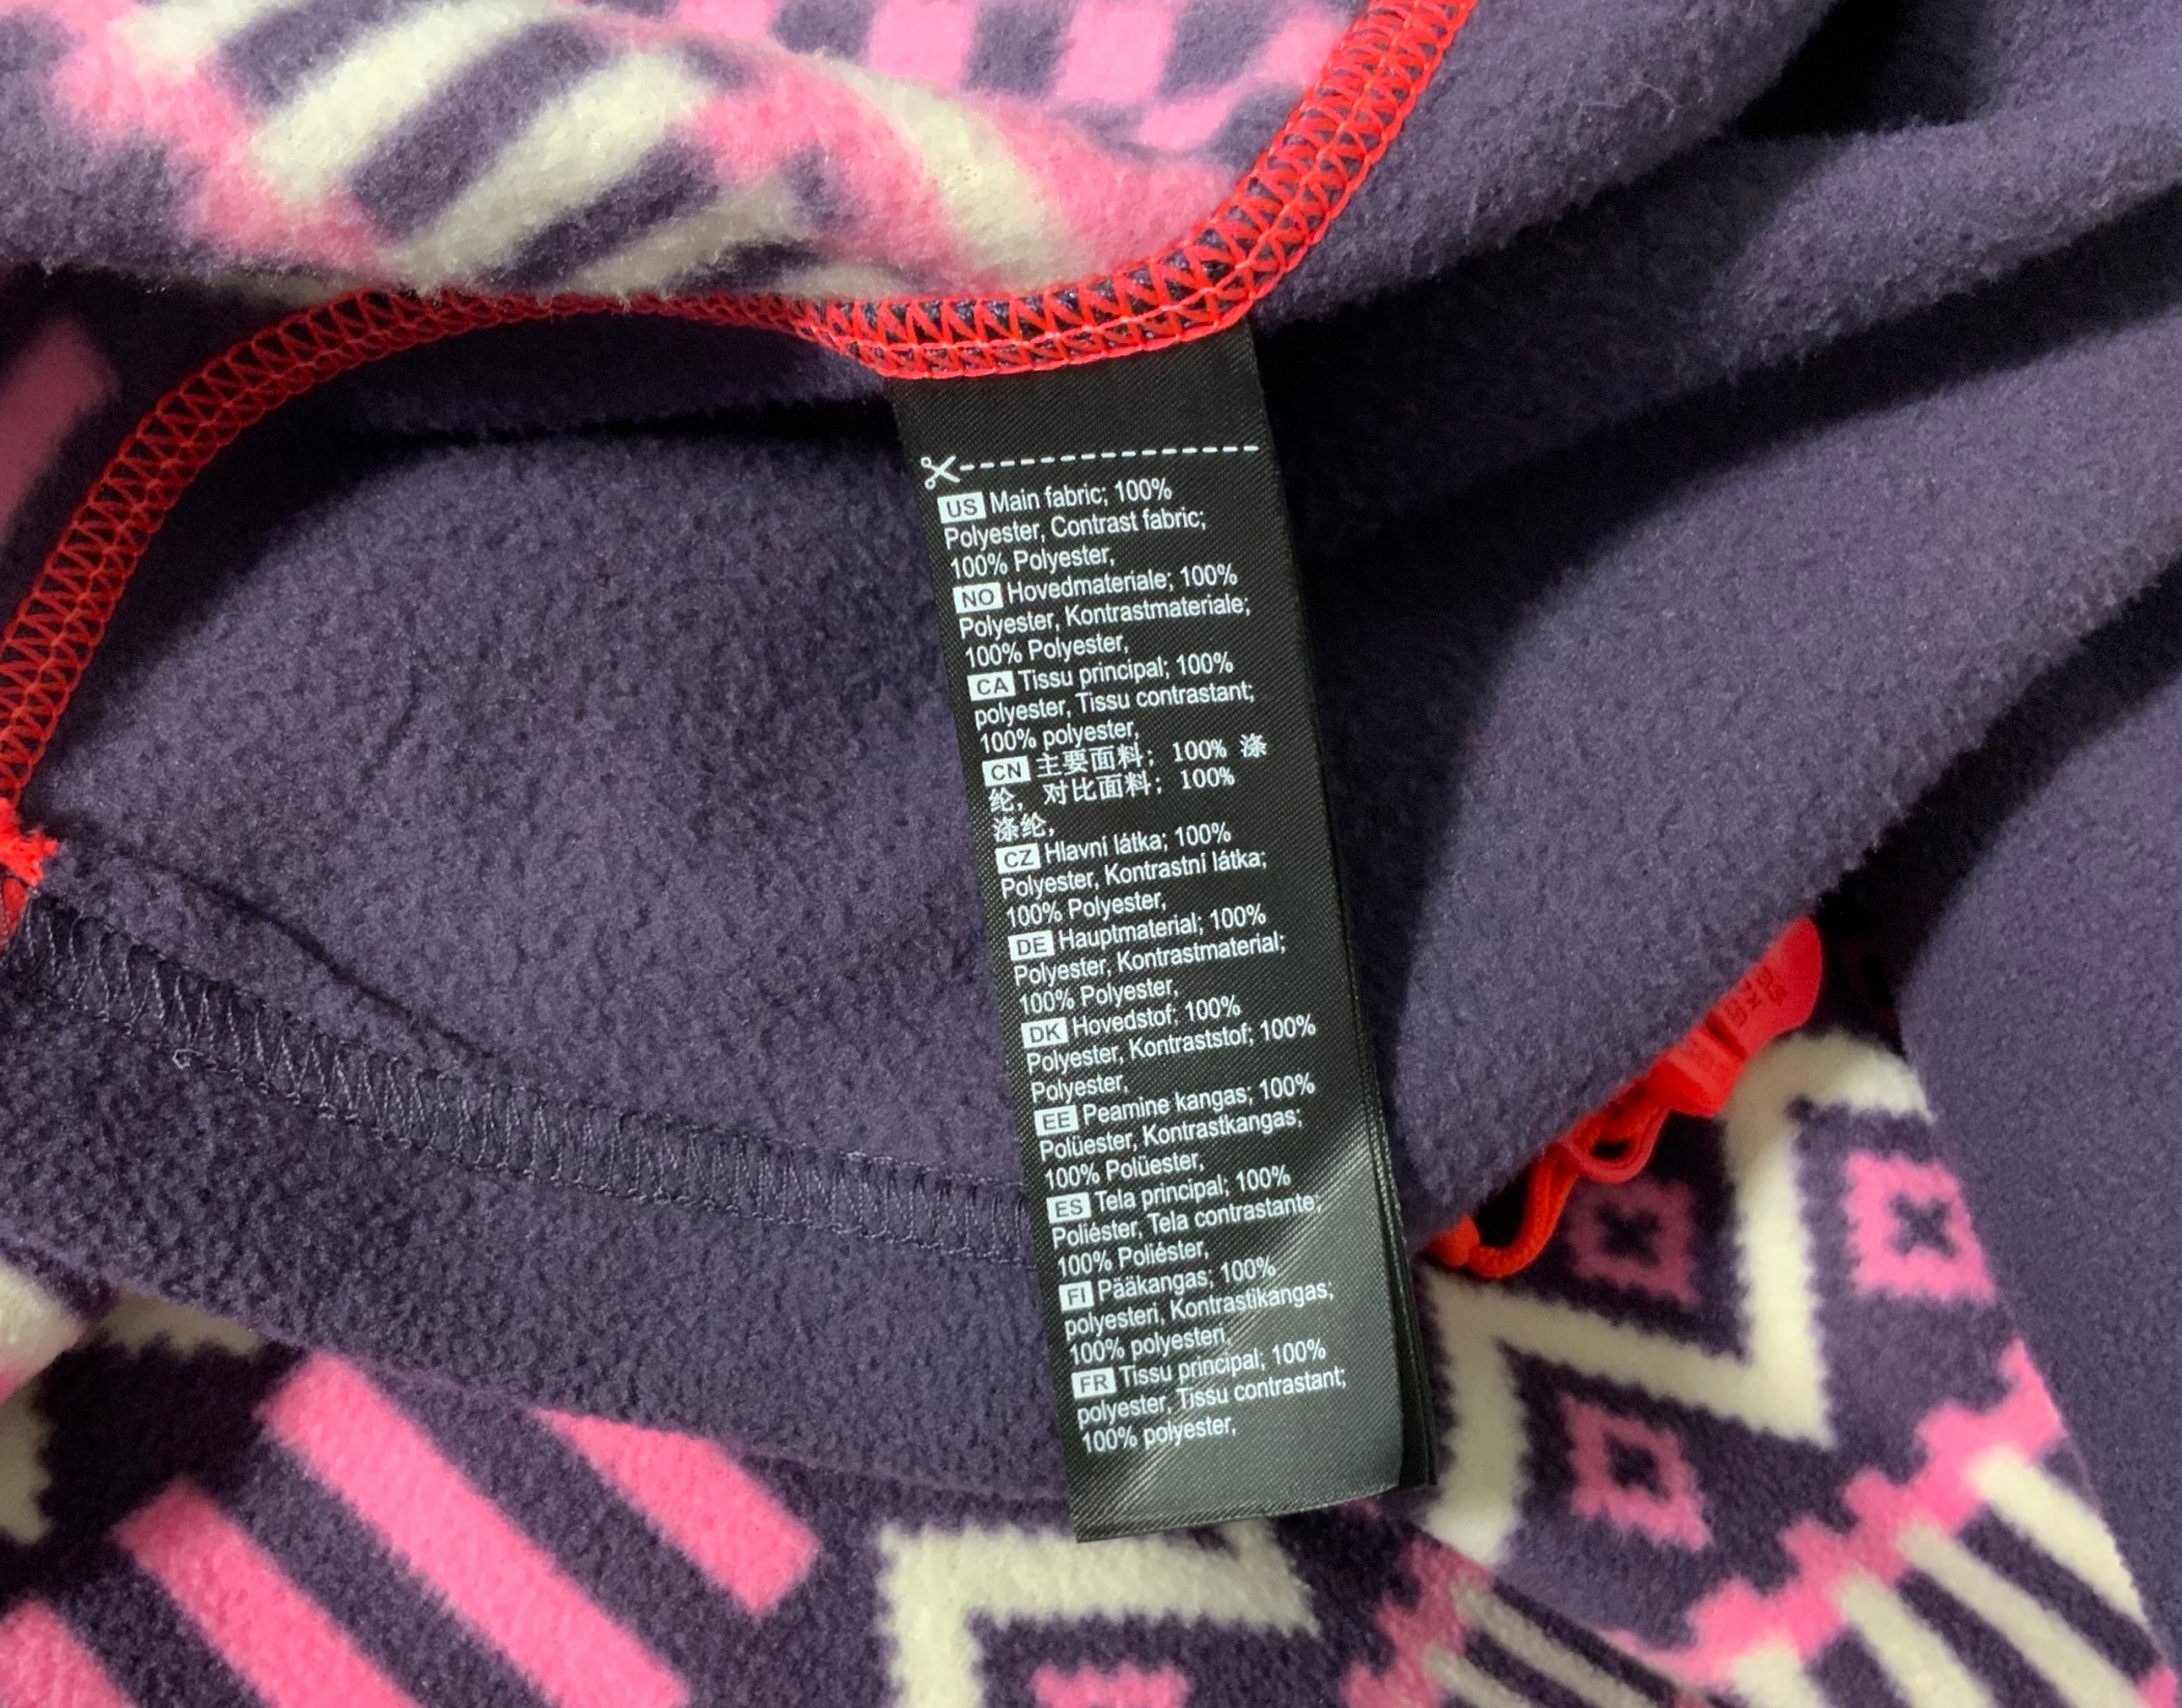 US Main fabric; 100%
Polyester, Contrast fabric;
100% Polyester,
NO Hovedmateriale; 100%
Polyester, Kontrastmateriale;
100% Polyester,
CA Tissu principal; 100%
polyester, Tissu contrastant;
100% polyester,
CN 主要面料; 100% 涤
纶, 对比面料; 100%
涤纶,
CZ Hlavní látka; 100%
Polyester, Kontrastní látka;
100% Polyester,
DE Hauptmaterial; 100%
Polyester, Kontrastmaterial;
100% Polyester,
DK Hovedstof; 100%
Polyester, Kontraststof; 100%
Polyester,
EE Peamine kangas; 100%
Polüester, Kontrastkangas;
100% Polüester,
ES Tela principal; 100%
Poliéster, Tela contrastante;
100% Poliéster,
FI Pääkangas; 100%
polyesteri, Kontrastikangas;
100% polyesteri,
FR Tissu principal; 100%
polyester, Tissu contrastant;
100% polyester,